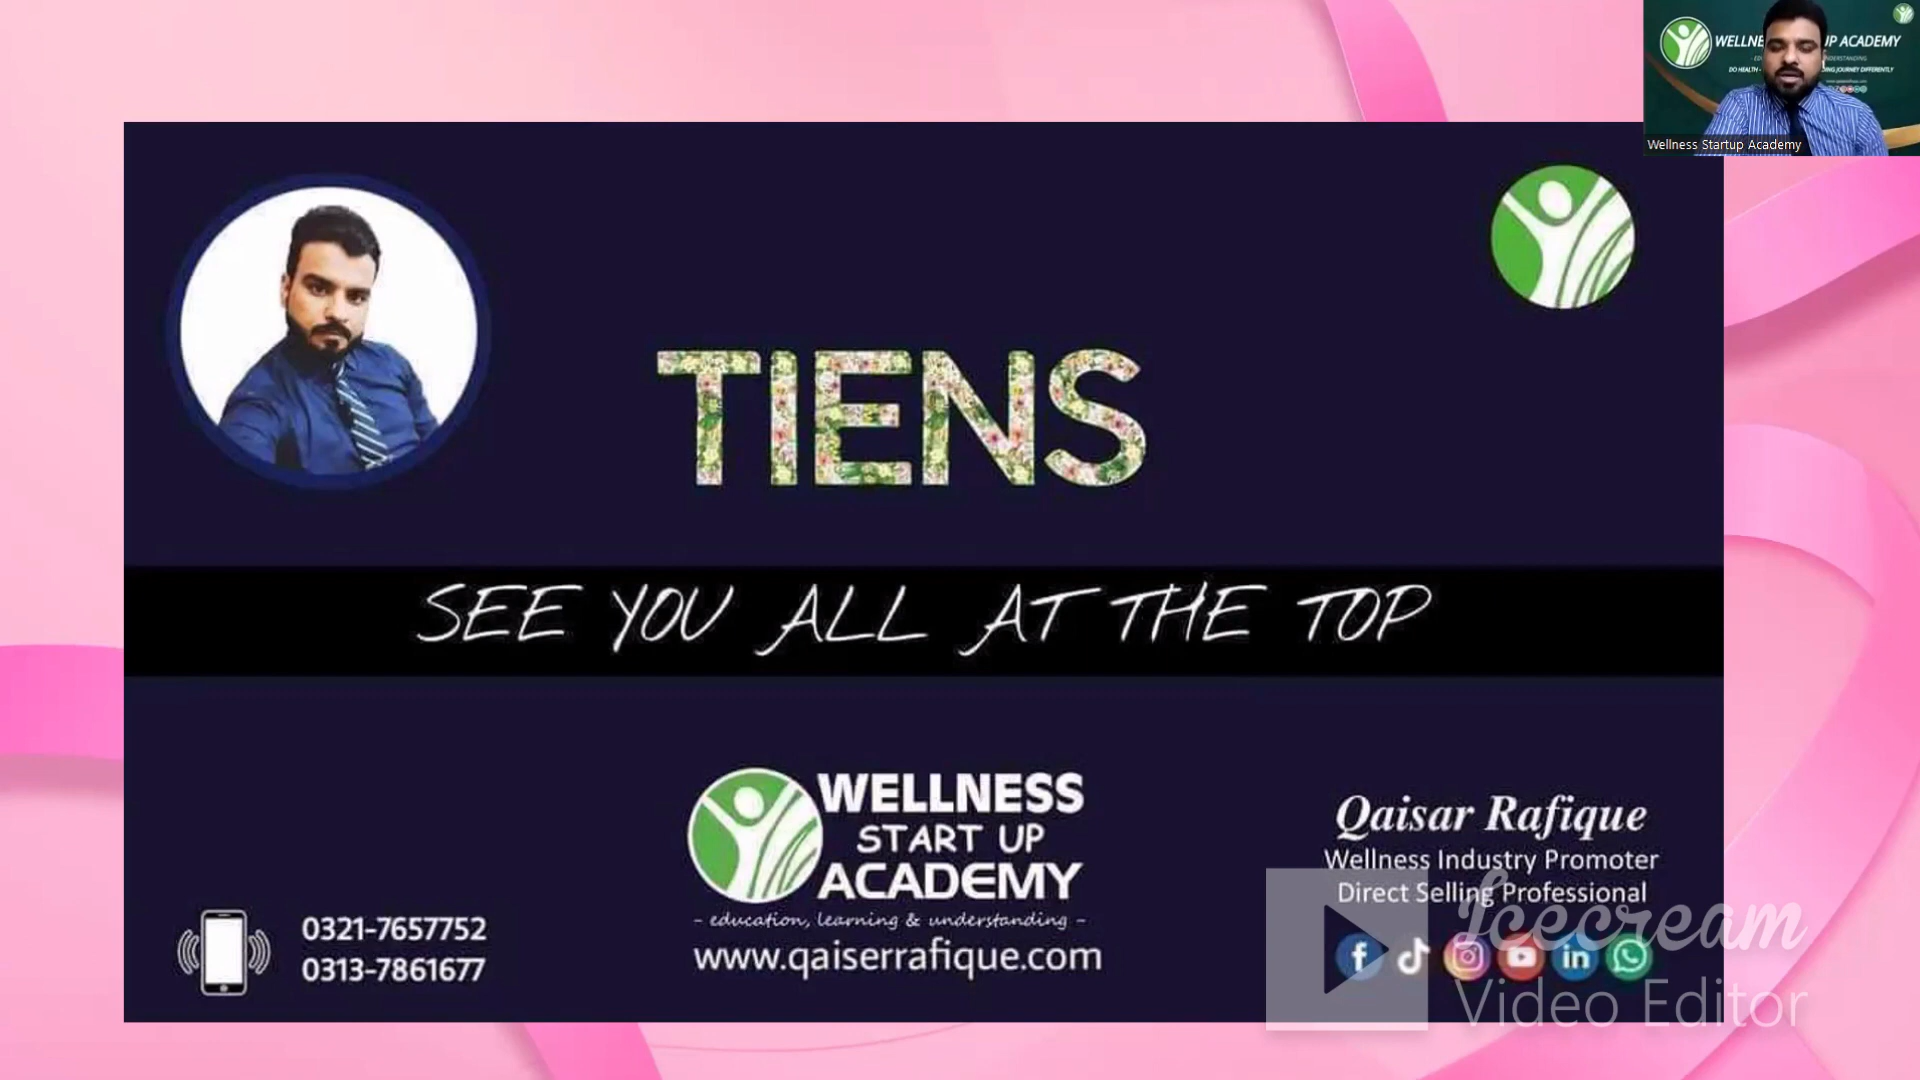 WELLNE UP ACADEMY
Wellness Startup Academy
TIENS
SEE YOU ALL AT THE TOP
WELLNESS
START UP
ACADEMY
- education, learning & understanding -
www.qaiserrafique.com
0321-7657752
0313-7861677
Qaisar Rafique
Wellness Industry Promoter
Direct Selling Professional
Icecream
Video Editor